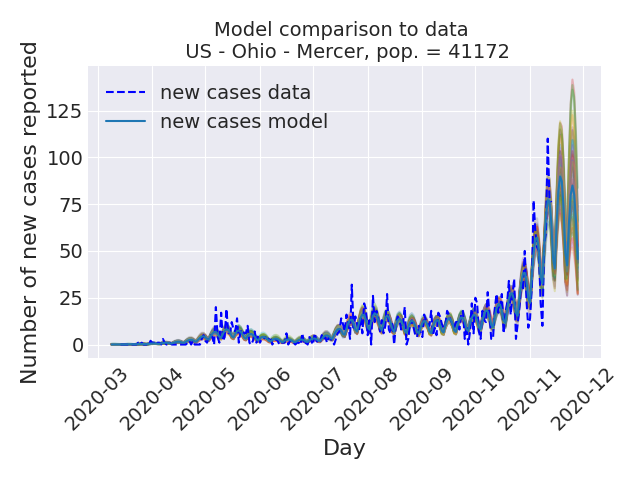 Model comparison to data
US - Ohio - Mercer, pop. = 41172
Number of new cases reported
new cases data
new cases model
125
100
75
50
25
0
2020-03
2020-04
2020-05
2020-06
2020-07
2020-08
2020-09
2020-10
2020-11
2020-12
Day